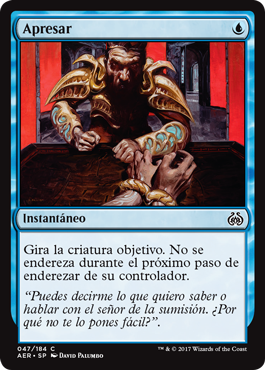 Apresar
Instantáneo
Gira la criatura objetivo. No se
endereza durante el próximo paso de
enderezar de su controlador.
“Puedes decirme lo que quiero saber o
hablar con el señor de la sumisión. ¿Por
qué no te lo pones fácil?”.
047/184 C
AER • SP DAVID PALUMBO
™ & © 2017 Wizards of the Coast